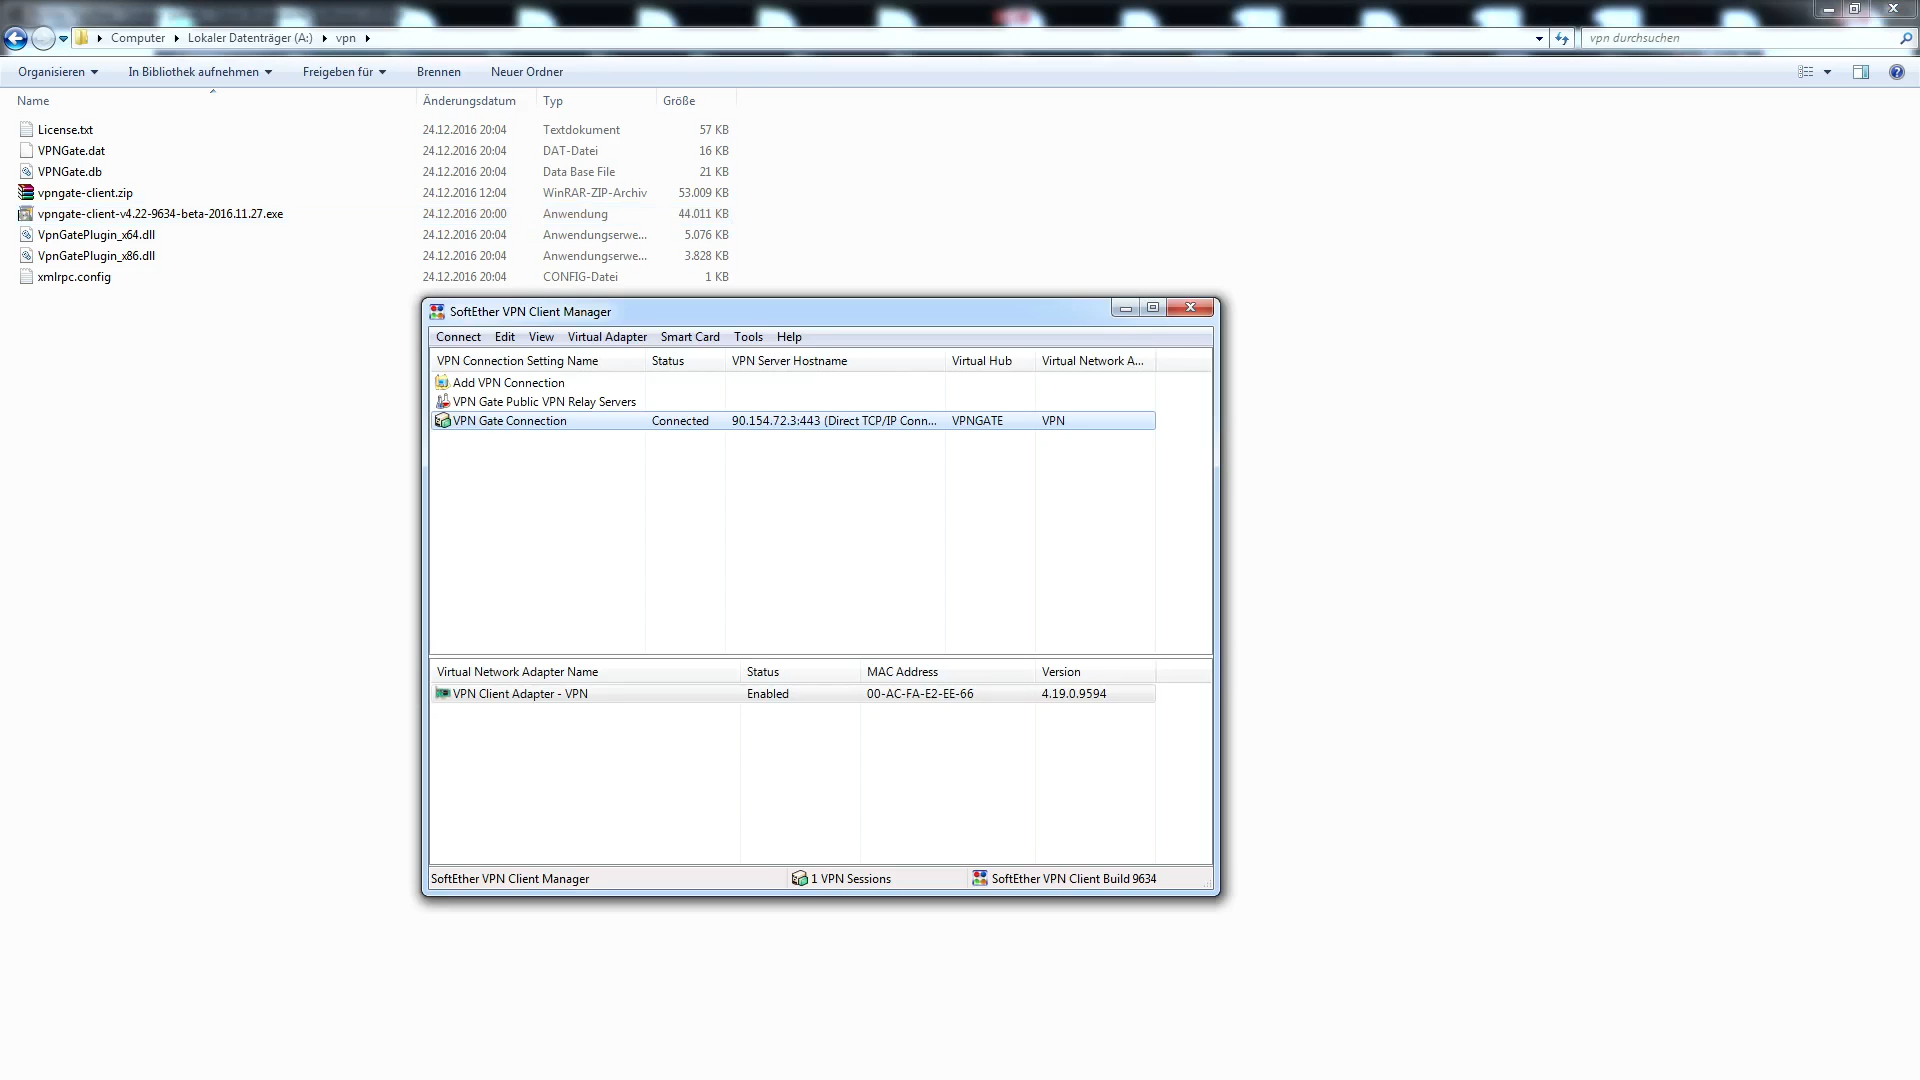 Computer Lokaler Datenträger (A:) vpn vpn durchsuchen
Organisieren In Bibliothek aufnehmen Freigeben für Brennen Neuer Ordner
Name Änderungsdatum Typ Größe
License.txt 24.12.2016 20:04 Textdokument 57 KB
VPNGate.dat 24.12.2016 20:04 DAT-Datei 16 KB
VPNGate.db 24.12.2016 20:04 Data Base File 21 KB
vpngate-client.zip 24.12.2016 12:04 WinRAR-ZIP-Archiv 53.009 KB
vpngate-client-v4.22-9634-beta-2016.11.27.exe 24.12.2016 20:00 Anwendung 44.011 KB
VpnGatePlugin_x64.dll 24.12.2016 20:04 Anwendungserwe... 5.076 KB
VpnGatePlugin_x86.dll 24.12.2016 20:04 Anwendungserwe... 3.828 KB
xmlrpc.config 24.12.2016 20:04 CONFIG-Datei 1 KB
SoftEther VPN Client Manager
Connect Edit View Virtual Adapter Smart Card Tools Help
VPN Connection Setting Name Status VPN Server Hostname Virtual Hub Virtual Network A...
Add VPN Connection
VPN Gate Public VPN Relay Servers
VPN Gate Connection Connected 90.154.72.3:443 (Direct TCP/IP Conn... VPNGATE VPN
Virtual Network Adapter Name Status MAC Address Version
VPN Client Adapter - VPN Enabled 00-AC-FA-E2-EE-66 4.19.0.9594
SoftEther VPN Client Manager 1 VPN Sessions SoftEther VPN Client Build 9634